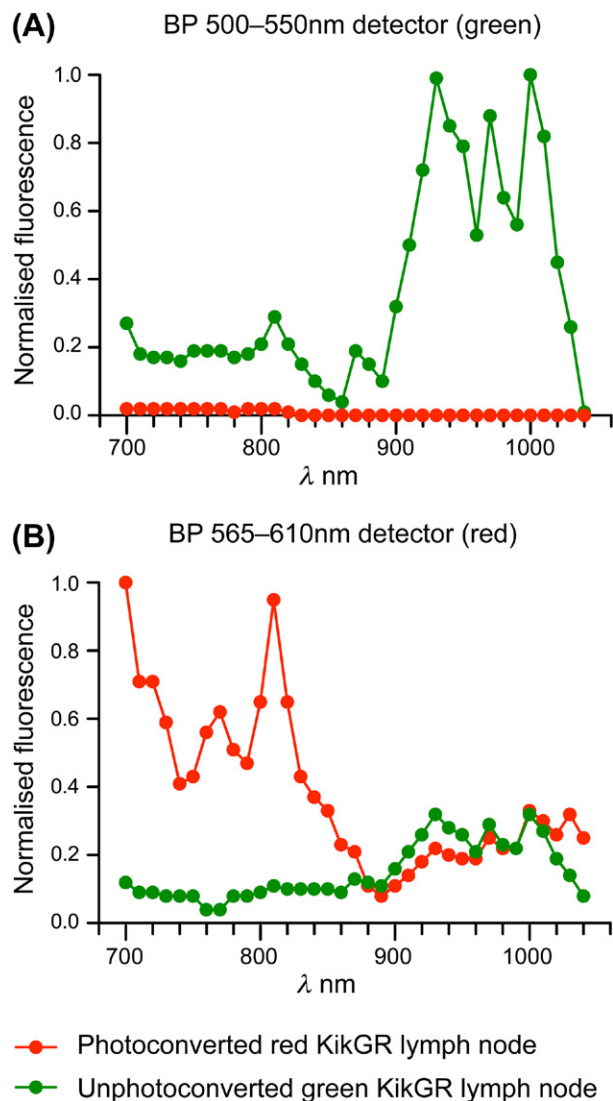 (A) BP 500–550nm detector (green)
Normalised fluorescence
1.0
0.8
0.6
0.4
0.2
0.0
700 800 900 1000
λ nm
(B) BP 565–610nm detector (red)
Normalised fluorescence
1.0
0.8
0.6
0.4
0.2
0.0
700 800 900 1000
λ nm
Photoconverted red KikGR lymph node
Unphotoconverted green KikGR lymph node